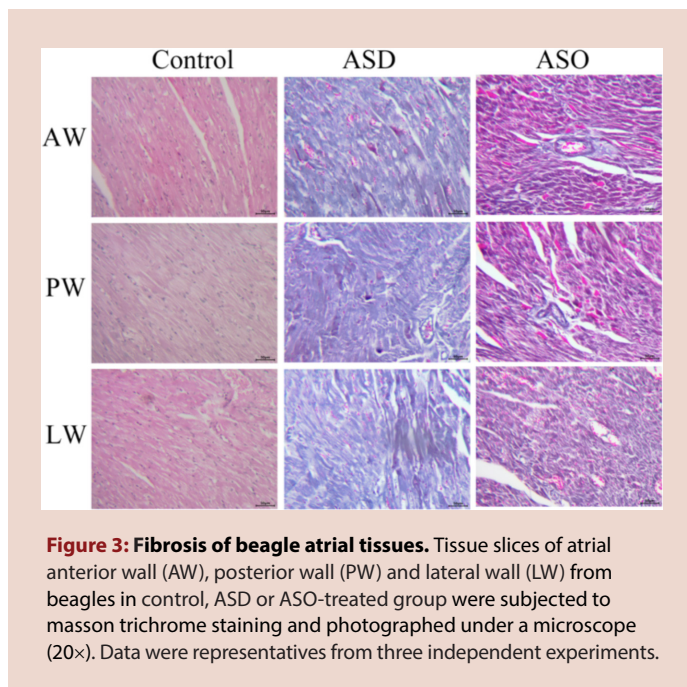 Control ASD ASO
AW
PW
LW
Figure 3: Fibrosis of beagle atrial tissues. Tissue slices of atrial
anterior wall (AW), posterior wall (PW) and lateral wall (LW) from
beagles in control, ASD or ASO-treated group were subjected to
masson trichrome staining and photographed under a microscope
(20×). Data were representatives from three independent experiments.